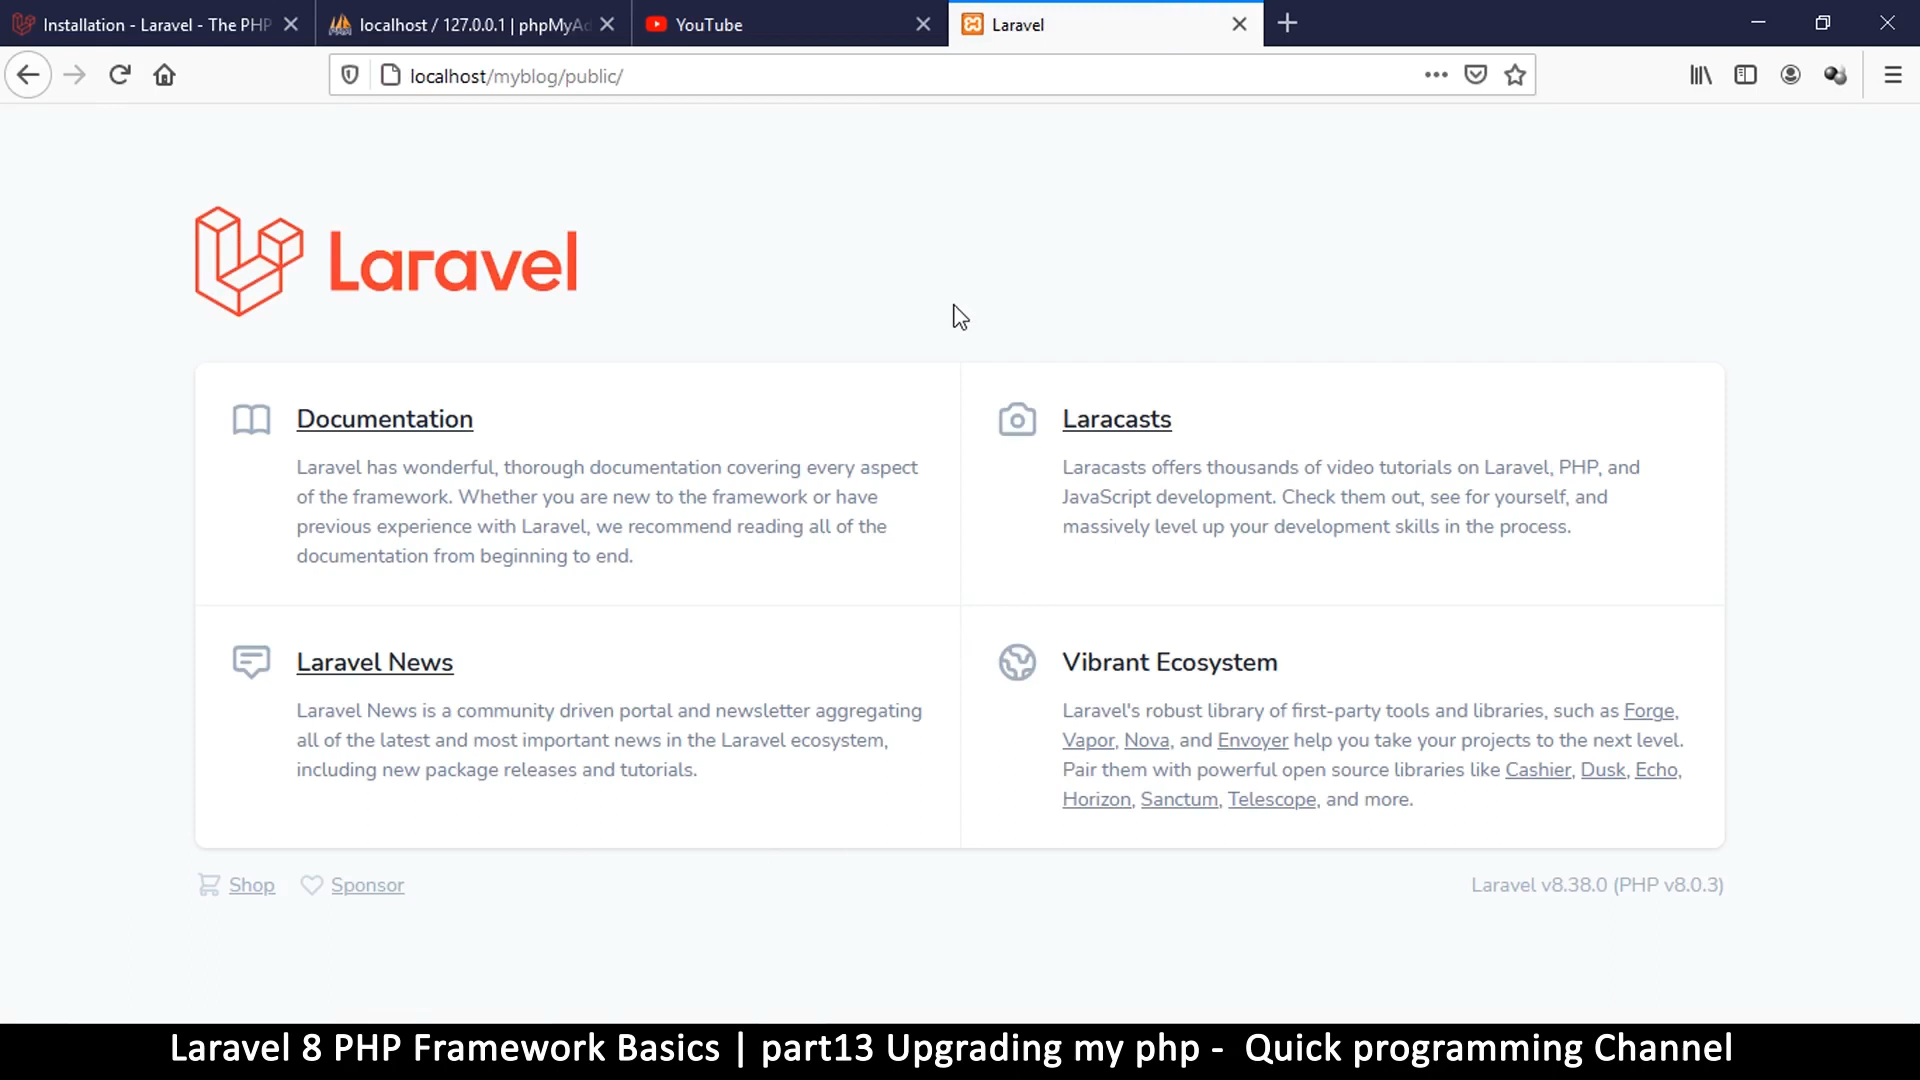 Installation - Laravel - The PHP
localhost / 127.0.0.1 | phpMyAd
YouTube
Laravel
localhost/myblog/public/
Laravel
Documentation
Laravel has wonderful, thorough documentation covering every aspect
of the framework. Whether you are new to the framework or have
previous experience with Laravel, we recommend reading all of the
documentation from beginning to end.
Laracasts
Laracasts offers thousands of video tutorials on Laravel, PHP, and
JavaScript development. Check them out, see for yourself, and
massively level up your development skills in the process.
Laravel News
Laravel News is a community driven portal and newsletter aggregating
all of the latest and most important news in the Laravel ecosystem,
including new package releases and tutorials.
Vibrant Ecosystem
Laravel's robust library of first-party tools and libraries, such as Forge,
Vapor, Nova, and Envoyer help you take your projects to the next level.
Pair them with powerful open source libraries like Cashier, Dusk, Echo,
Horizon, Sanctum, Telescope, and more.
Shop
Sponsor
Laravel v8.38.0 (PHP v8.0.3)
Laravel 8 PHP Framework Basics | part13 Upgrading my php - Quick programming Channel